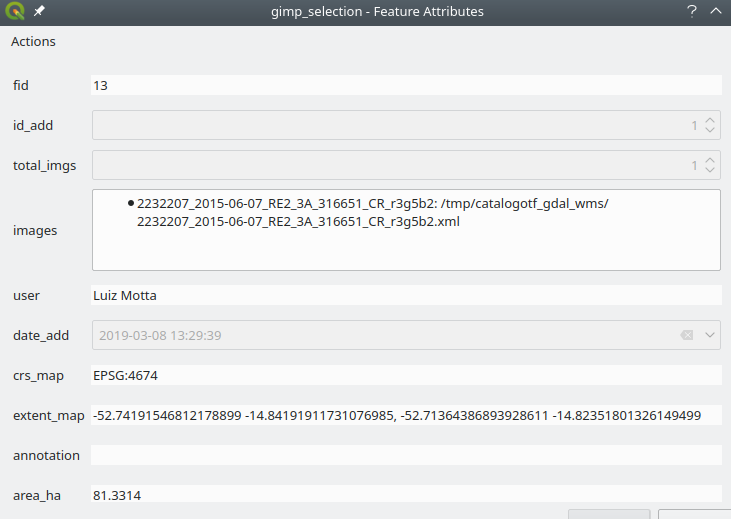 gimp_selection - Feature Attributes
Actions
fid 13
id_add 1
total_imgs 1
images
2232207_2015-06-07_RE2_3A_316651_CR_r3g5b2: /tmp/catalogotf_gdal_wms/
2232207_2015-06-07_RE2_3A_316651_CR_r3g5b2.xml
user Luiz Motta
date_add 2019-03-08 13:29:39
crs_map EPSG:4674
extent_map -52.74191546812178899 -14.84191911731076985, -52.71364386893928611 -14.82351801326149499
annotation
area_ha 81.3314